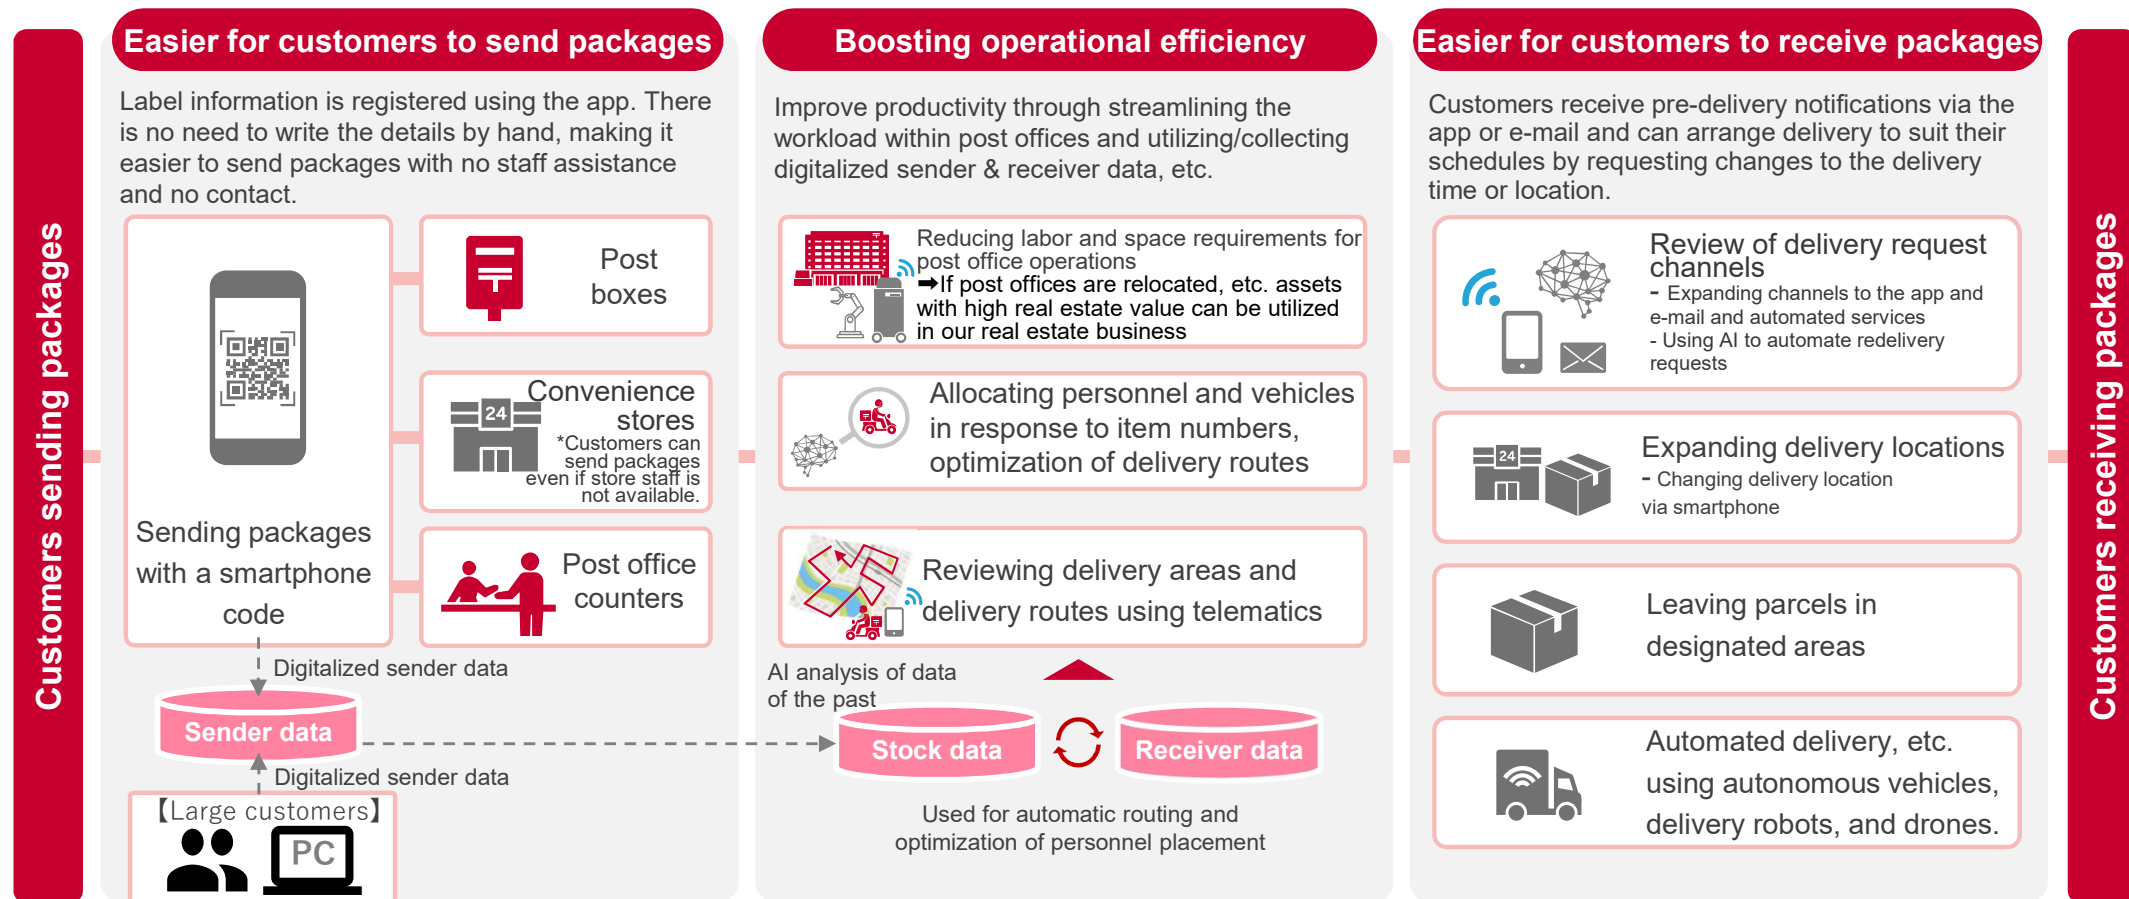 Customers sending packages
Easier for customers to send packages
Label information is registered using the app. There
is no need to write the details by hand, making it
easier to send packages with no staff assistance
and no contact.
Sending packages
with a smartphone
code
Post
boxes
24
Convenience
stores
*Customers can
send packages
even if store staff is
not available.
Post office
counters
Digitalized sender data
Sender data
Digitalized sender data
【Large customers】
PC
Boosting operational efficiency
Improve productivity through streamlining the
workload within post offices and utilizing/collecting
digitalized sender & receiver data, etc.
Reducing labor and space requirements for
post office operations
➡If post offices are relocated, etc. assets
with high real estate value can be utilized
in our real estate business
Allocating personnel and vehicles
in response to item numbers,
optimization of delivery routes
Reviewing delivery areas and
delivery routes using telematics
AI analysis of data
of the past
Stock data
Receiver data
Used for automatic routing and
optimization of personnel placement
Easier for customers to receive packages
Customers receive pre-delivery notifications via the
app or e-mail and can arrange delivery to suit their
schedules by requesting changes to the delivery
time or location.
Review of delivery request
channels
- Expanding channels to the app and
e-mail and automated services
- Using AI to automate redelivery
requests
24
Expanding delivery locations
- Changing delivery location
via smartphone
Leaving parcels in
designated areas
Automated delivery, etc.
using autonomous vehicles,
delivery robots, and drones.
Customers receiving packages